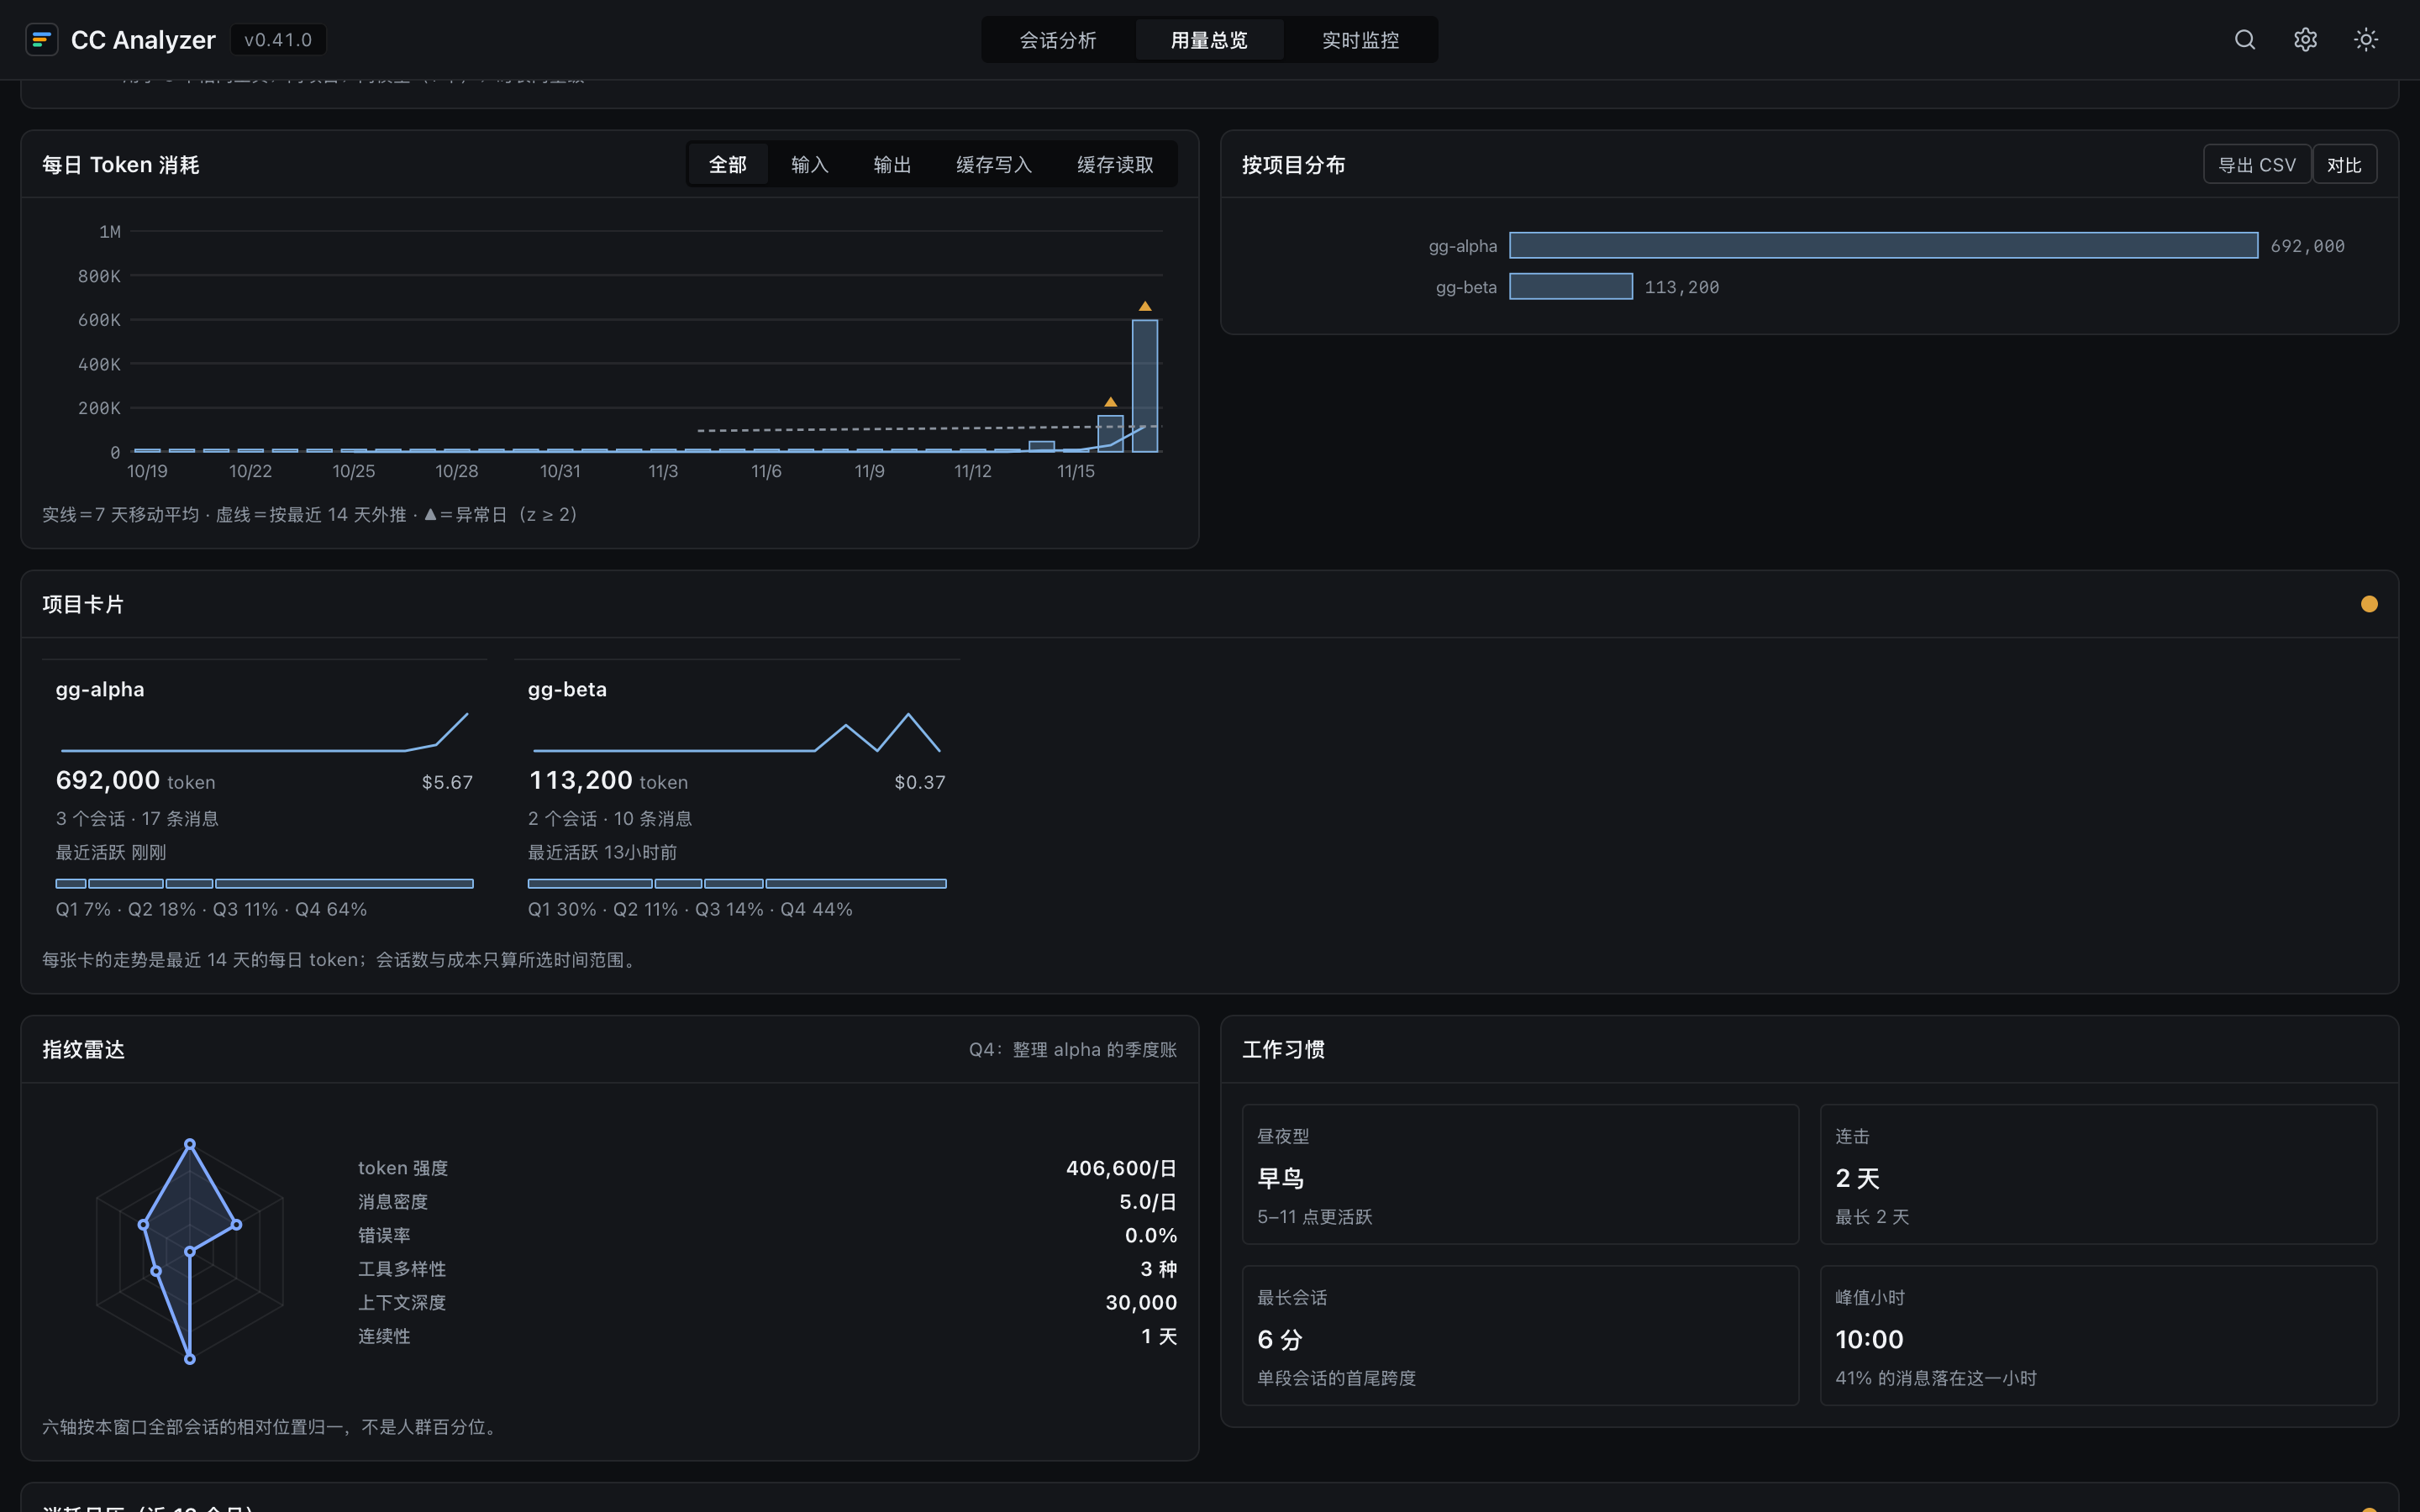 CC Analyzer v0.41.0
会话分析 用量总览 实时监控
每日 Token 消耗
全部 输入 输出 缓存写入 缓存读取
1M
800K
600K
400K
200K
0
10/19 10/22 10/25 10/28 10/31 11/3 11/6 11/9 11/12 11/15
实线=7 天移动平均 · 虚线=按最近 14 天外推 · ▲=异常日（z ≥ 2）
按项目分布
导出 CSV 对比
gg-alpha 692,000
gg-beta 113,200
项目卡片
gg-alpha
692,000 token $5.67
3 个会话 · 17 条消息
最近活跃 刚刚
Q1 7% · Q2 18% · Q3 11% · Q4 64%
gg-beta
113,200 token $0.37
2 个会话 · 10 条消息
最近活跃 13小时前
Q1 30% · Q2 11% · Q3 14% · Q4 44%
每张卡的走势是最近 14 天的每日 token；会话数与成本只算所选时间范围。
指纹雷达
Q4：整理 alpha 的季度账
token 强度 406,600/日
消息密度 5.0/日
错误率 0.0%
工具多样性 3 种
上下文深度 30,000
连续性 1 天
六轴按本窗口全部会话的相对位置归一，不是人群百分位。
工作习惯
昼夜型
早鸟
5–11 点更活跃
连击
2 天
最长 2 天
最长会话
6 分
单段会话的首尾跨度
峰值小时
10:00
41% 的消息落在这一小时